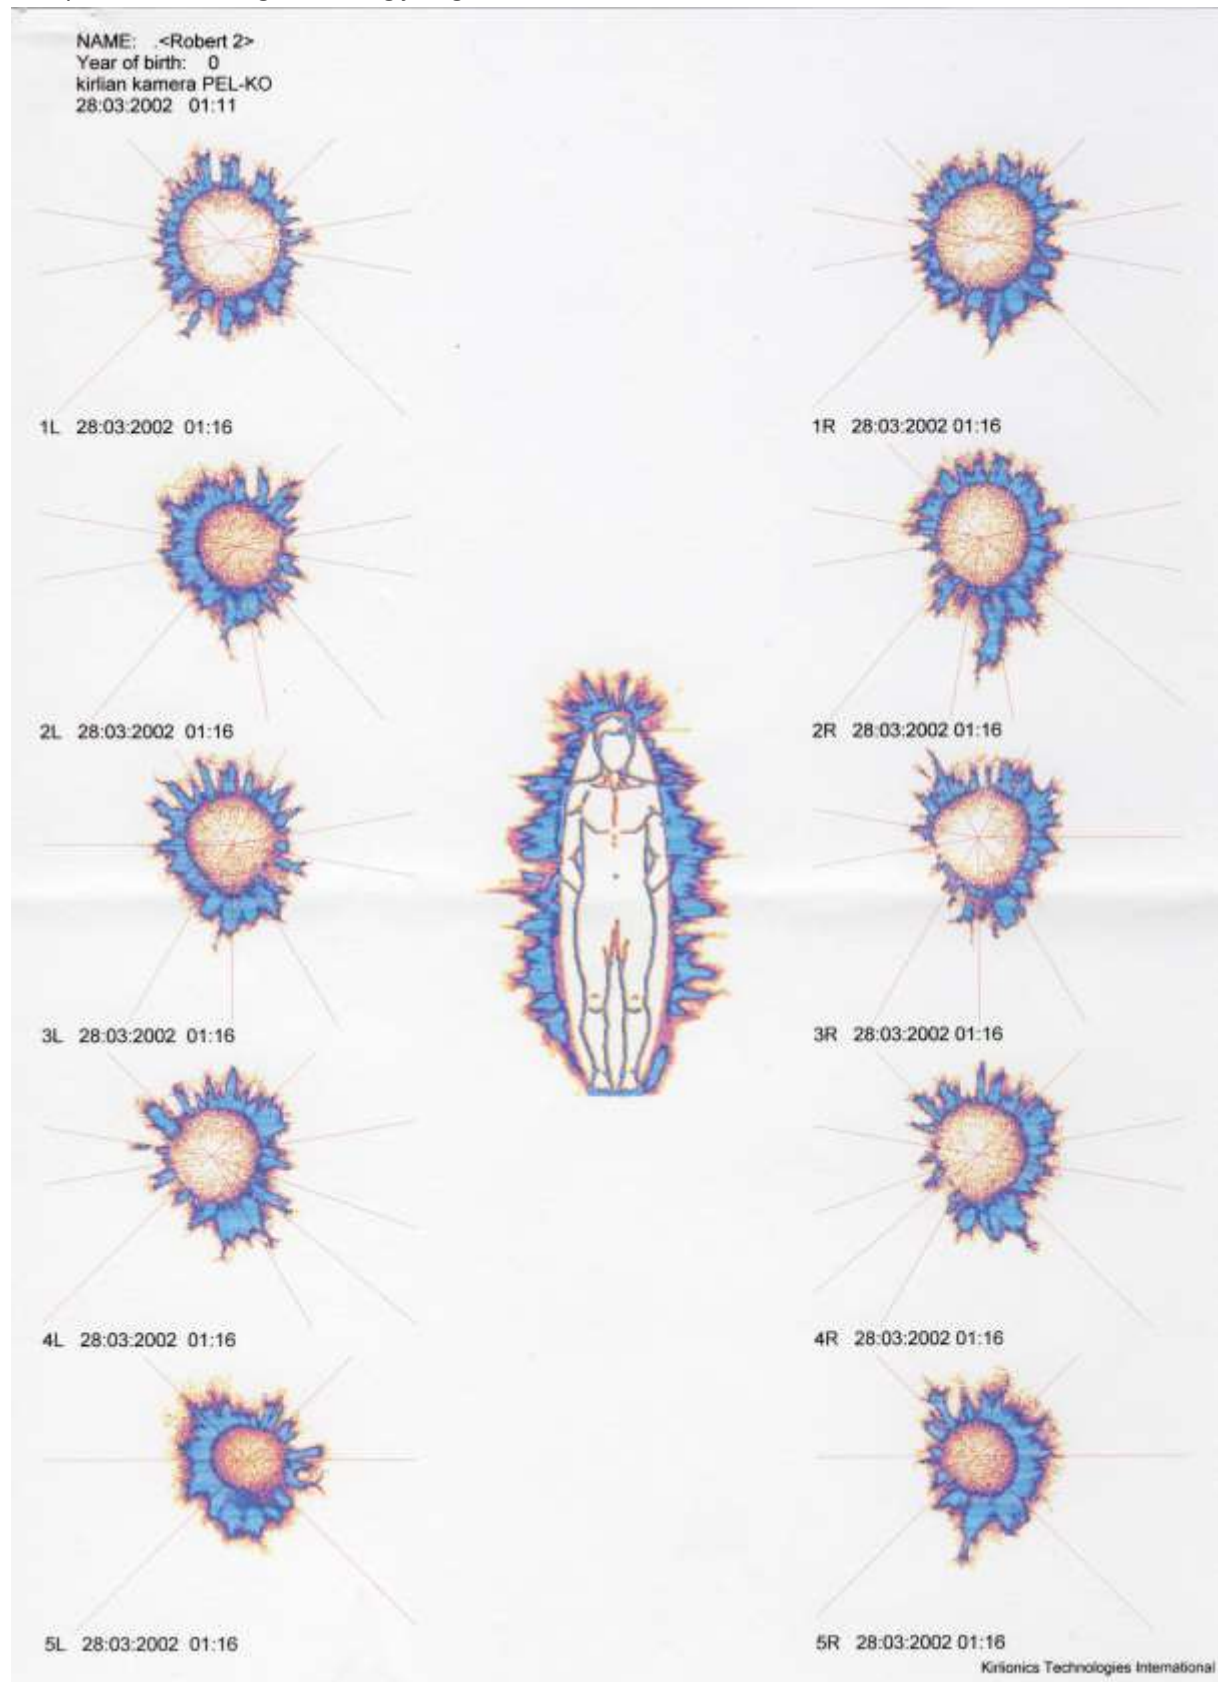 NAME: .<Robert 2>
Year of birth: 0
kirlian kamera PEL-KO
28:03:2002 01:11
1L 28:03:2002 01:16
1R 28:03:2002 01:16
2L 28:03:2002 01:16
2R 28:03:2002 01:16
3L 28:03:2002 01:16
3R 28:03:2002 01:16
4L 28:03:2002 01:16
4R 28:03:2002 01:16
5L 28:03:2002 01:16
5R 28:03:2002 01:16
Kirlionics Technologies International